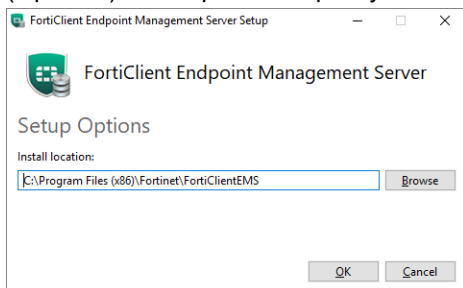 FortiClient Endpoint Management Server Setup
FortiClient Endpoint Management Server
Setup Options
Install location:
C:\Program Files (x86)\Fortinet\FortiClientEMS
Browse
OK
Cancel